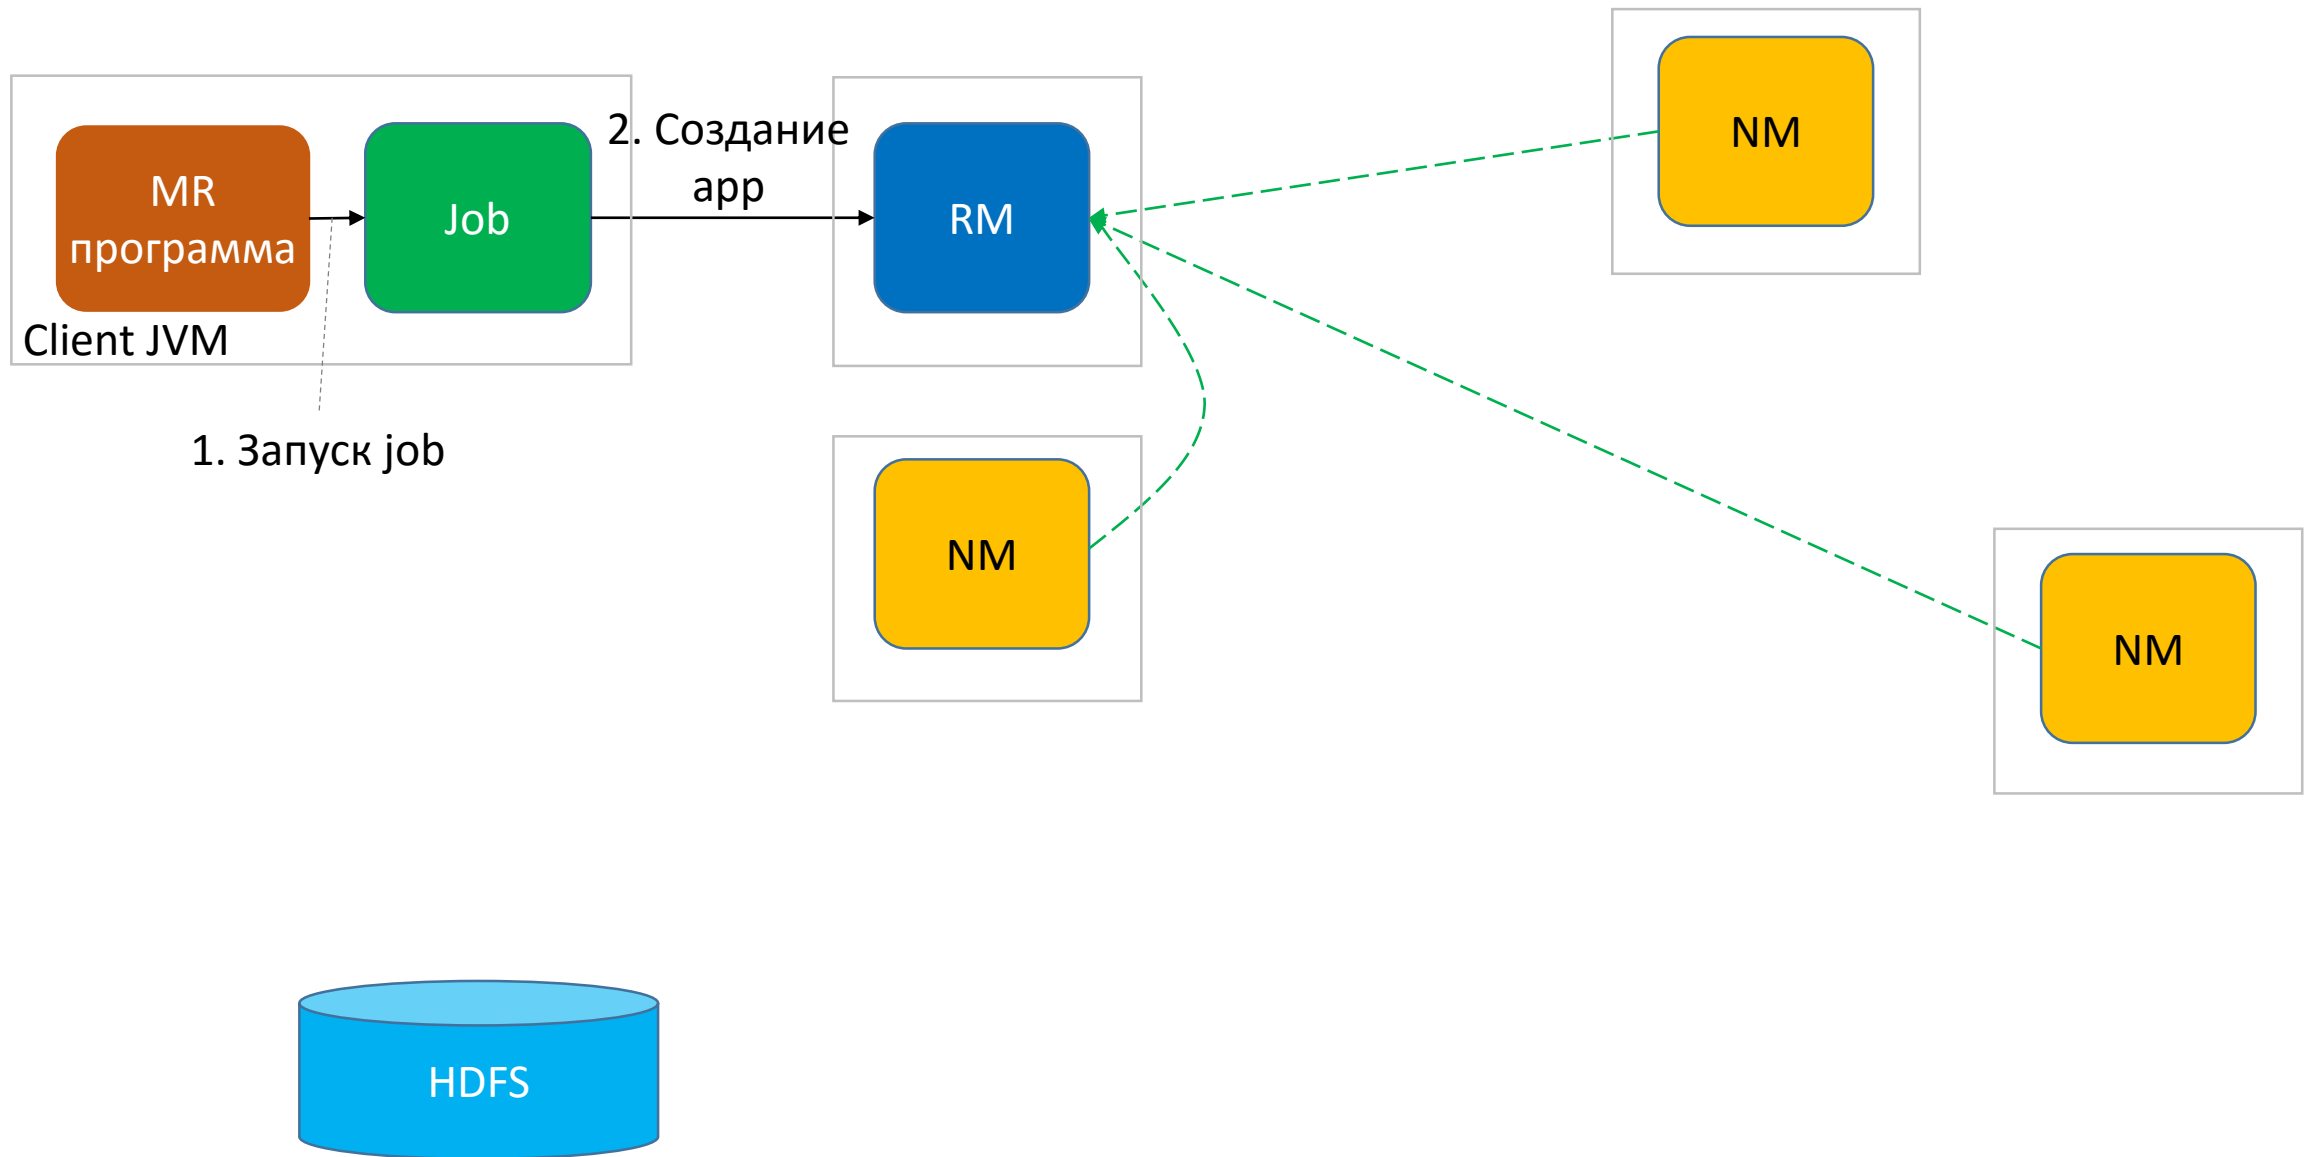 MR
программа
Job
Client JVM
1. Запуск job
2. Создание
app
RM
NM
NM
NM
HDFS